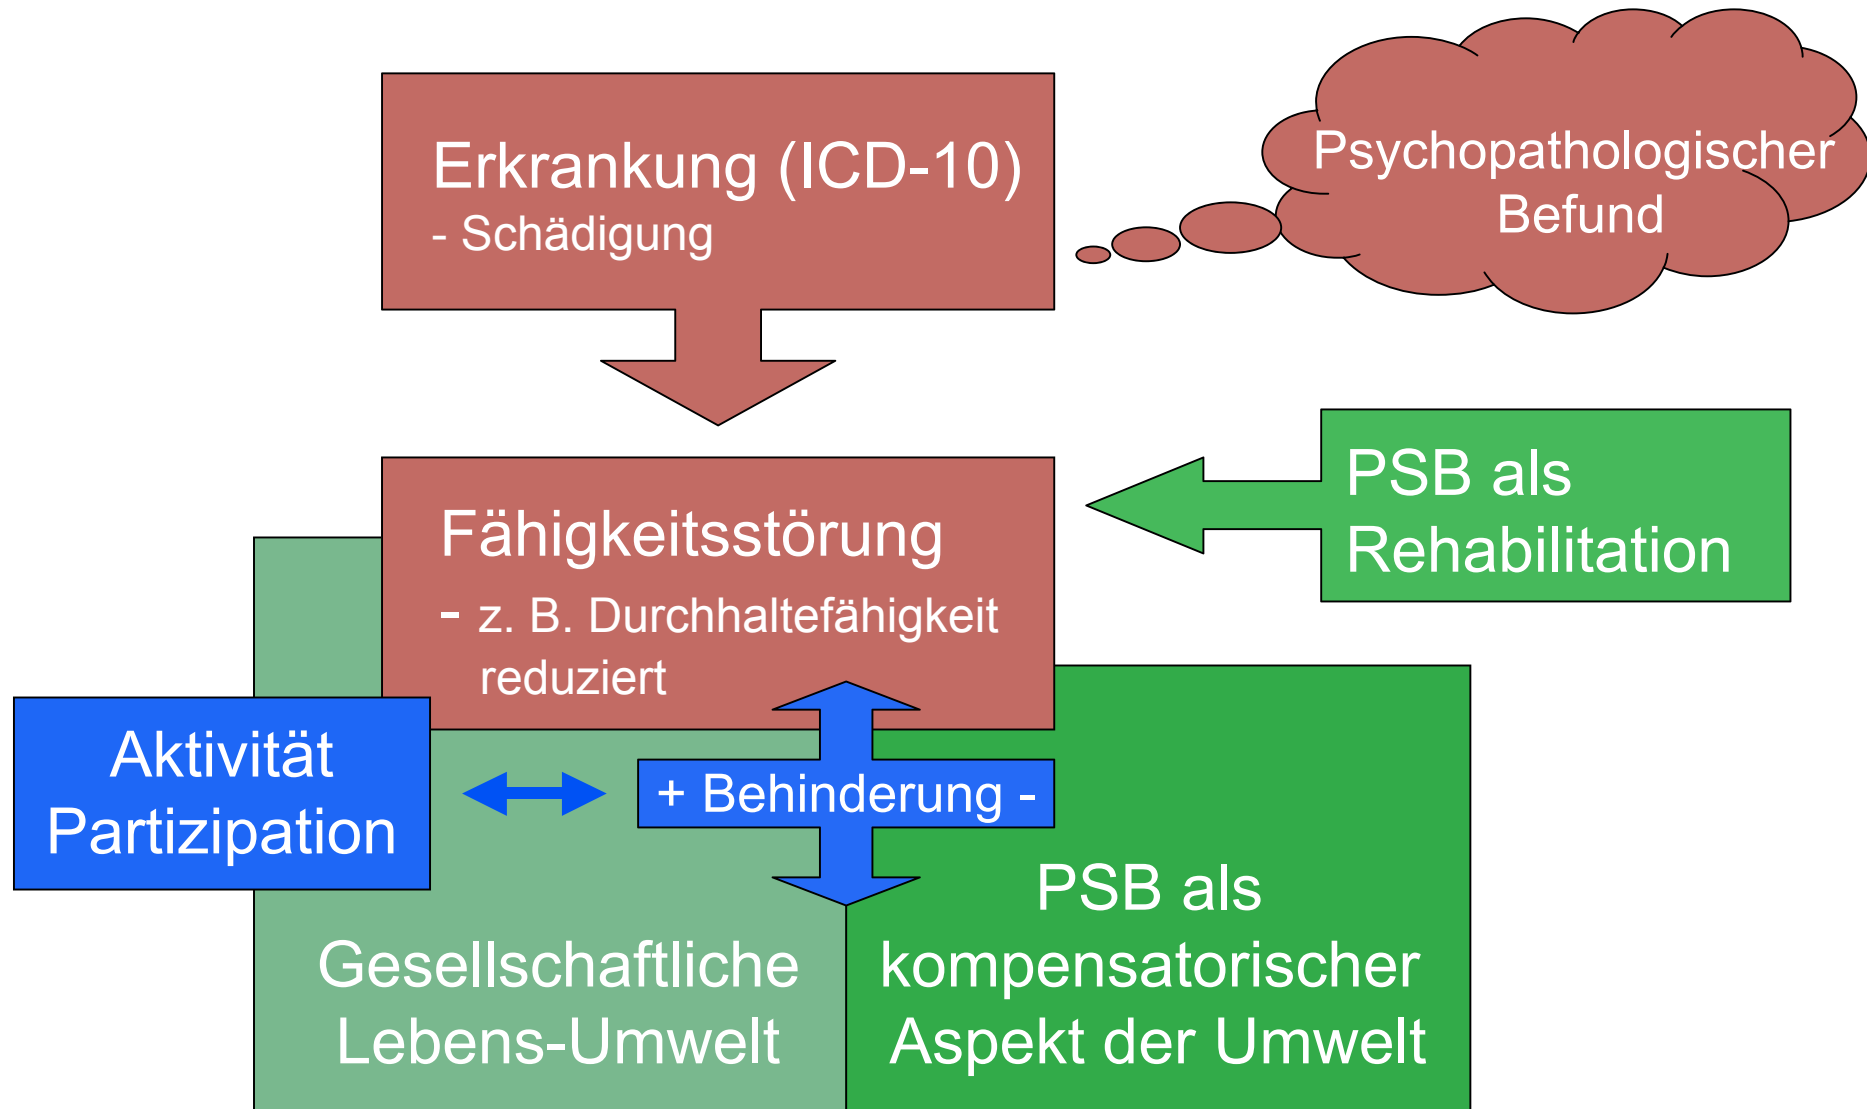 Erkrankung (ICD-10)
- Schädigung
Psychopathologischer
Befund
Fähigkeitsstörung
- z. B. Durchhaltefähigkeit
reduziert
PSB als
Rehabilitation
Aktivität
Partizipation
+ Behinderung -
Gesellschaftliche
Lebens-Umwelt
PSB als
kompensatorischer
Aspekt der Umwelt